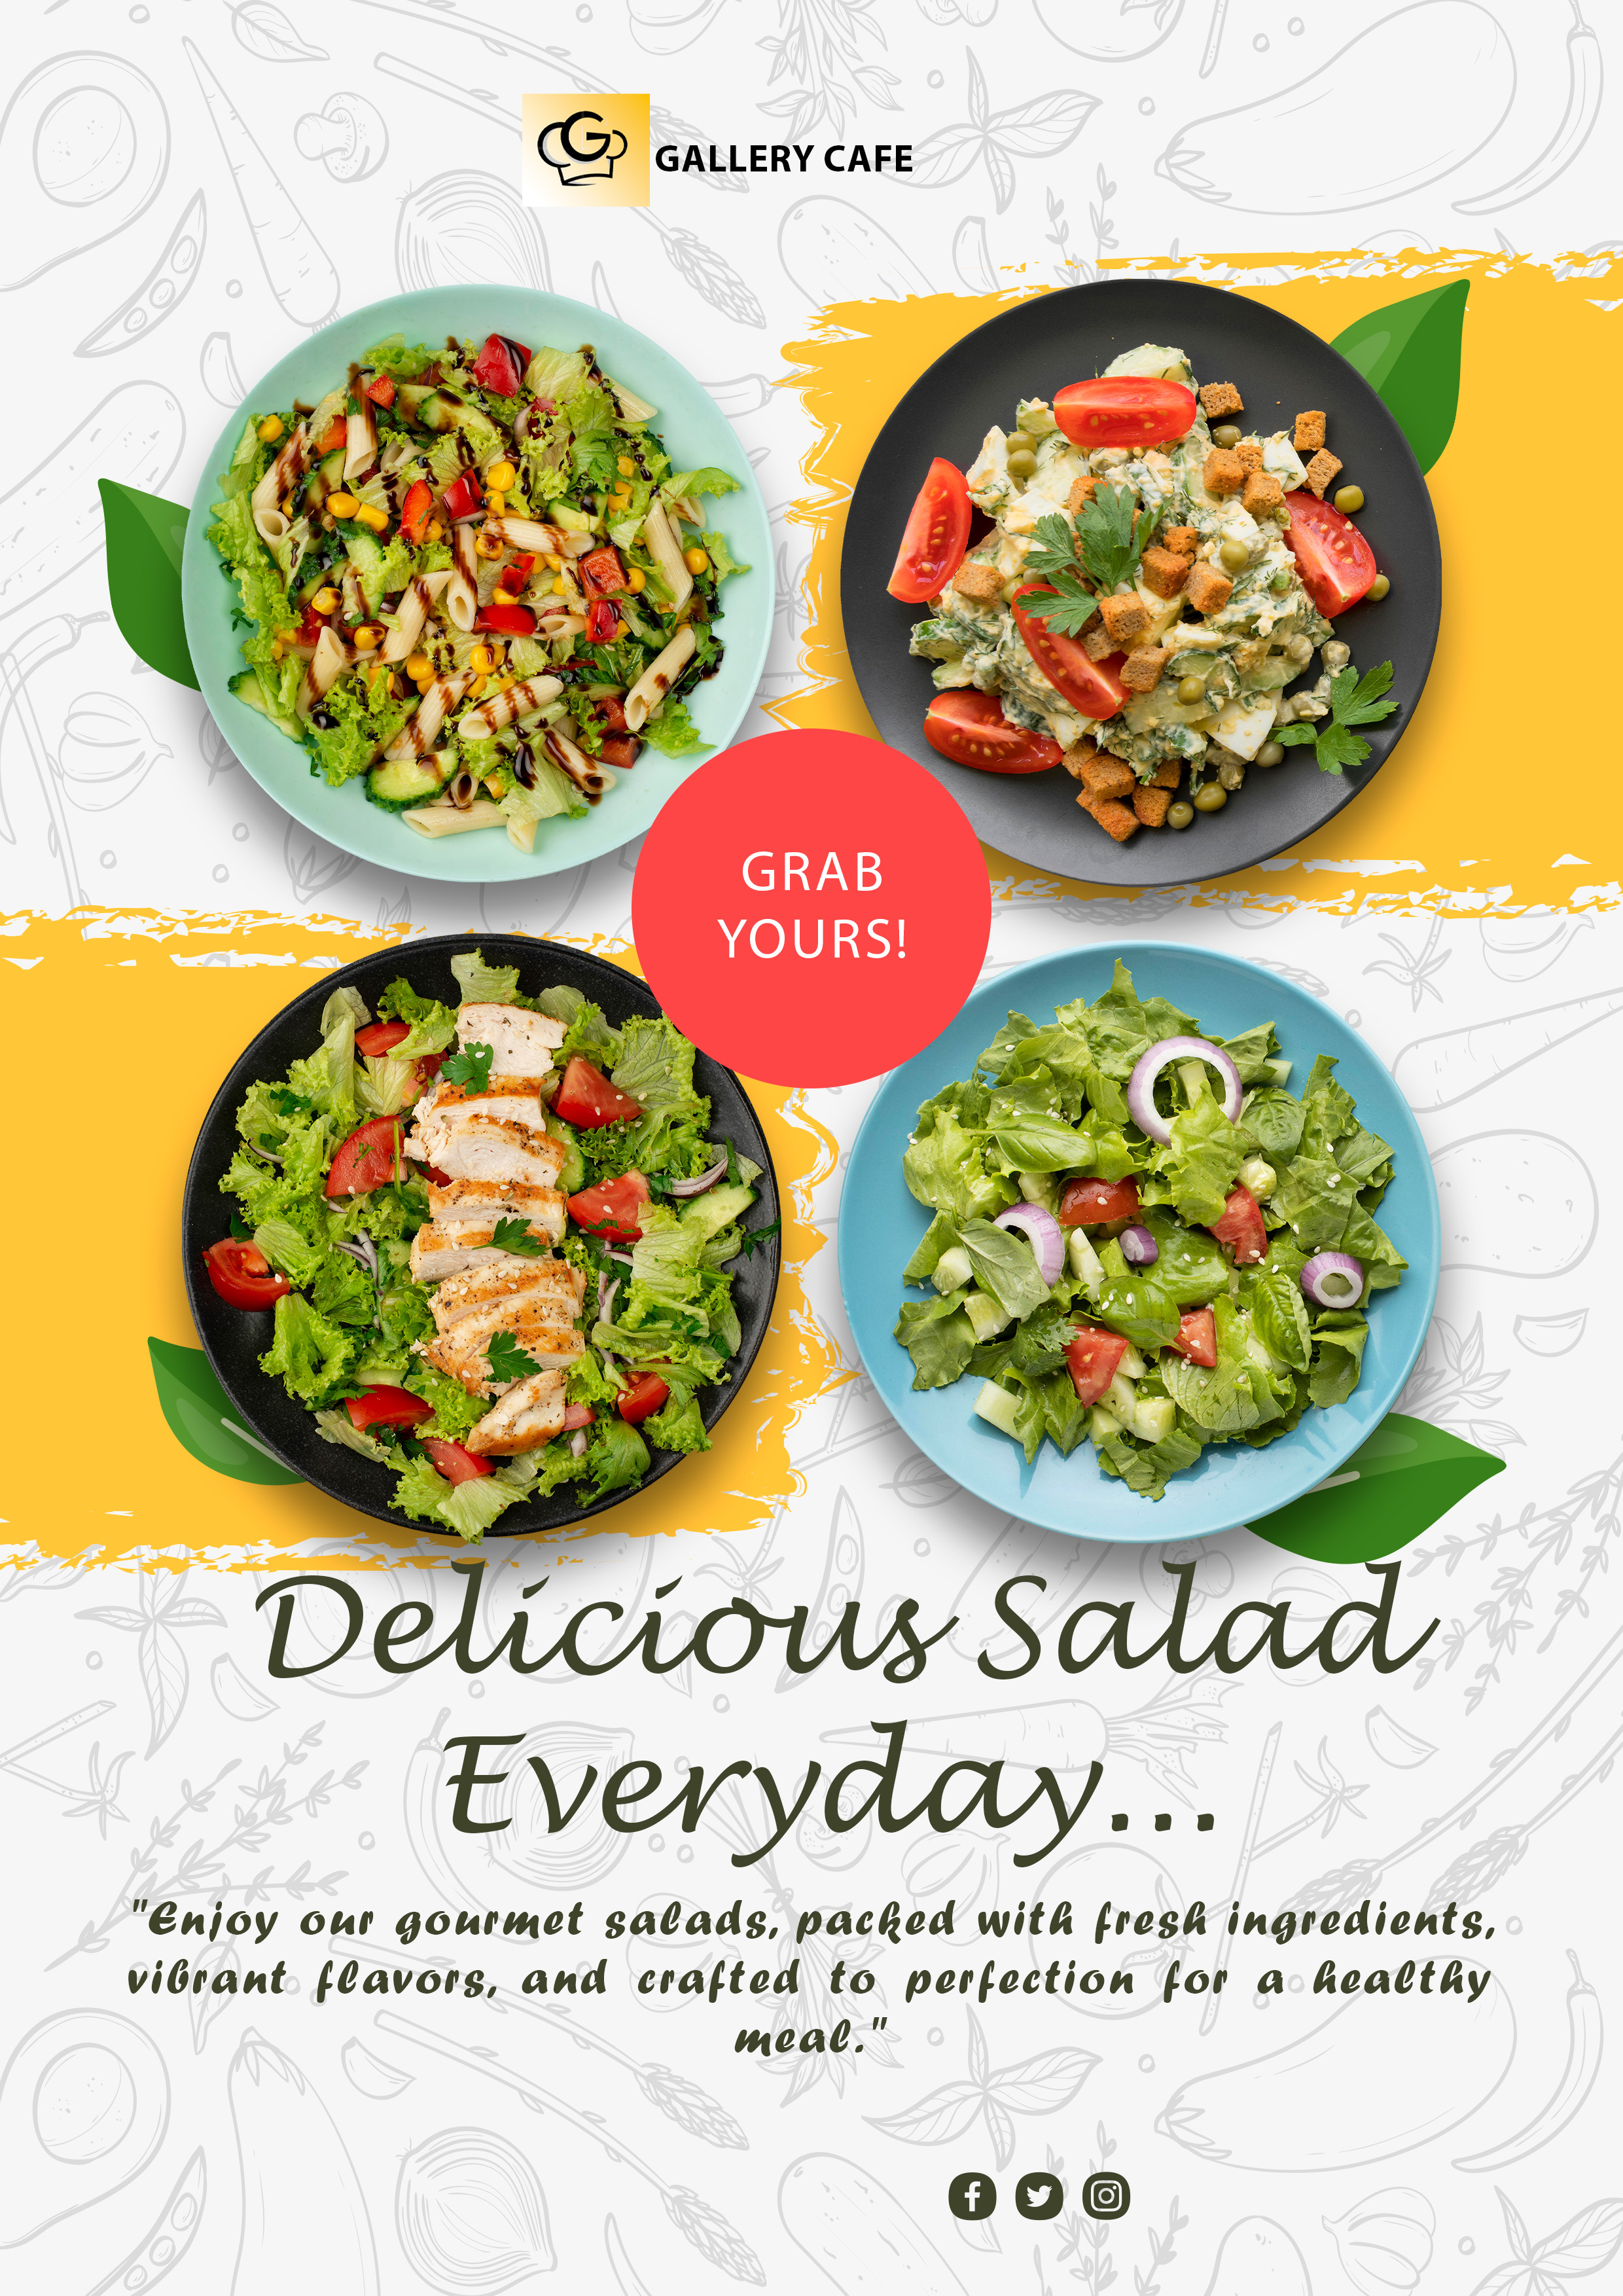 G
GALLERY CAFE
GRAB
YOURS!
Delicious Salad
Everyday...
"Enjoy our gourmet salads, packed with fresh ingredients,
vibrant flavors, and crafted to perfection for a healthy
meal."